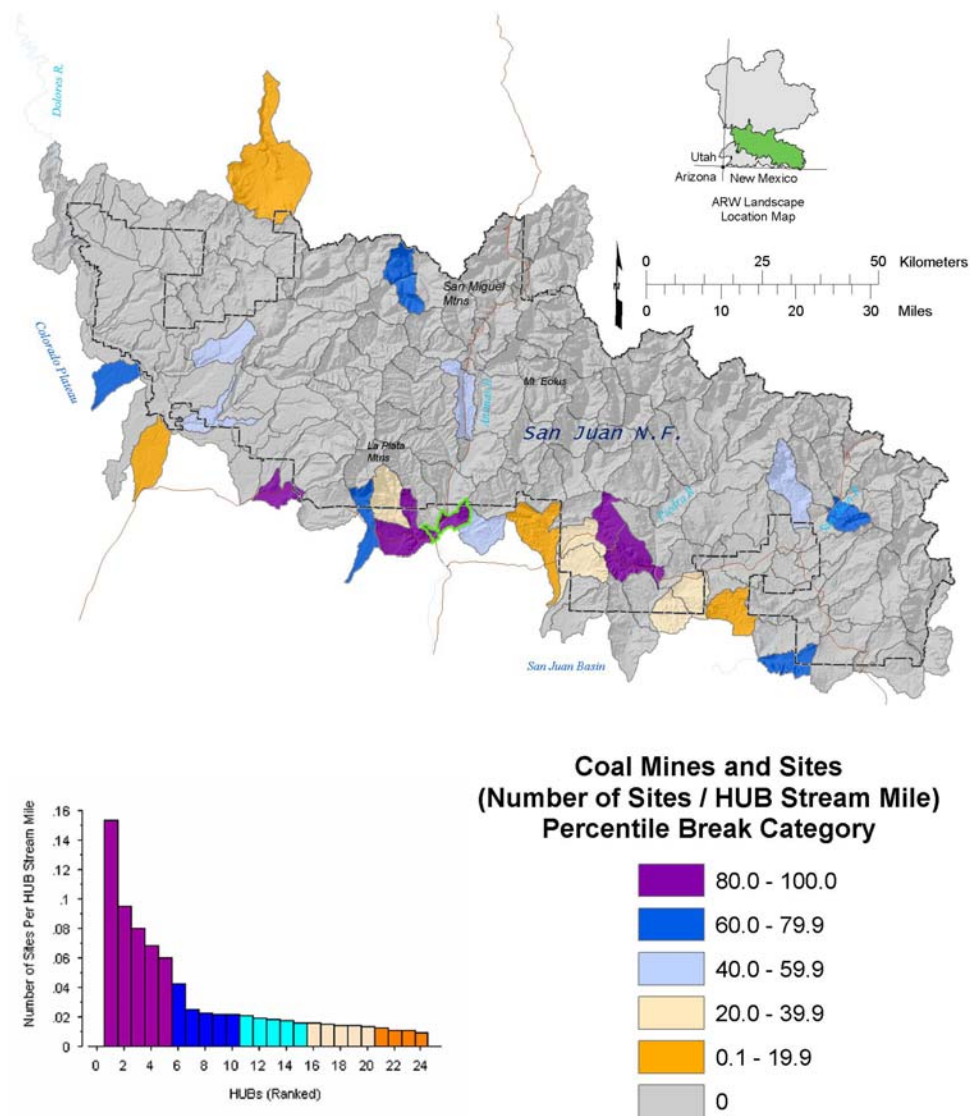 Dolores R.
Utah
Arizona
New Mexico
ARW Landscape
Location Map
N
0 25 50 Kilometers
0 10 20 30 Miles
San Miguel
Mtns
Colorado Plateau
Animas R.
Mt. Eolus
San Juan N.F.
La Plata
Mtns
Piedra R.
San Juan Basin
Coal Mines and Sites
(Number of Sites / HUB Stream Mile)
Percentile Break Category
80.0 - 100.0
60.0 - 79.9
40.0 - 59.9
20.0 - 39.9
0.1 - 19.9
0
Number of Sites Per HUB Stream Mile
.16
.14
.12
.1
.08
.06
.04
.02
0
0 2 4 6 8 10 12 14 16 18 20 22 24
HUBs (Ranked)